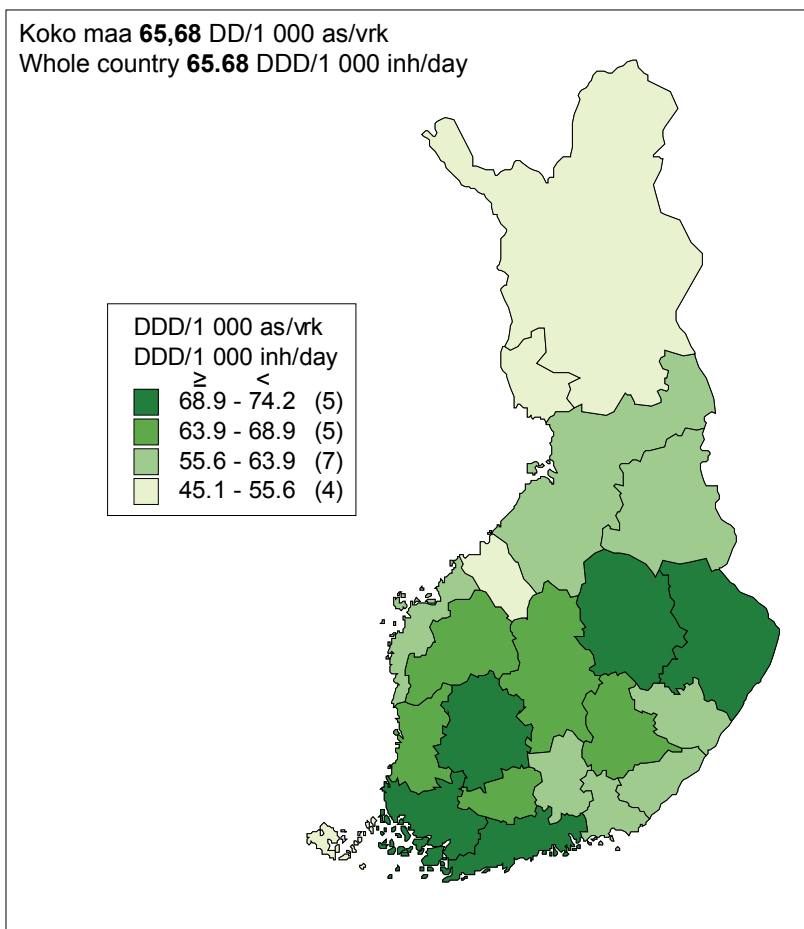 Koko maa 65,68 DD/1 000 as/vrk
Whole country 65.68 DDD/1 000 inh/day
DDD/1 000 as/vrk
DDD/1 000 inh/day
≥ <
68.9 - 74.2 (5)
63.9 - 68.9 (5)
55.6 - 63.9 (7)
45.1 - 55.6 (4)